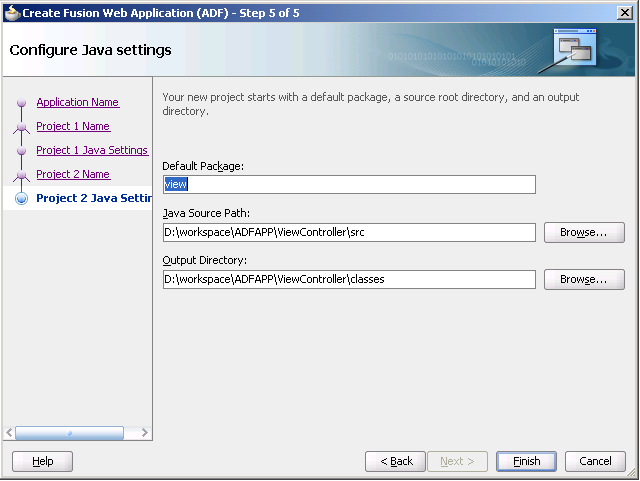 Create Fusion Web Application (ADF) - Step 5 of 5
Configure Java settings
Application Name
Project 1 Name
Project 1 Java Settings
Project 2 Name
Project 2 Java Settin
Your new project starts with a default package, a source root directory, and an output
directory.
Default Package:
view
Java Source Path:
D:\workspace\ADFAPP\ViewController\src
Browse...
Output Directory:
D:\workspace\ADFAPP\ViewController\classes
Browse...
Help
< Back
Next >
Finish
Cancel